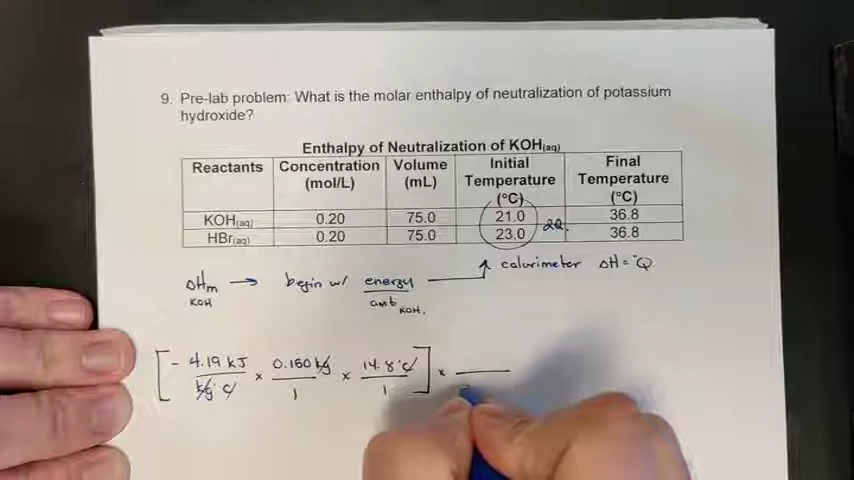 9. Pre-lab problem: What is the molar enthalpy of neutralization of potassium
hydroxide?
Enthalpy of Neutralization of KOH(aq)
Reactants Concentration (mol/L) Volume (mL) Initial Temperature (°C) Final Temperature (°C)
KOH(aq) 0.20 75.0 21.0 36.8
HBr(aq) 0.20 75.0 23.0 36.8
22.
ΔHm KOH → begin w/ energy / amt KOH. ↑ calorimeter ΔH = -Q
[ - 4.19 kJ / kg °C × 0.150 kg / 1 × 14.8 °C / 1 ] ×